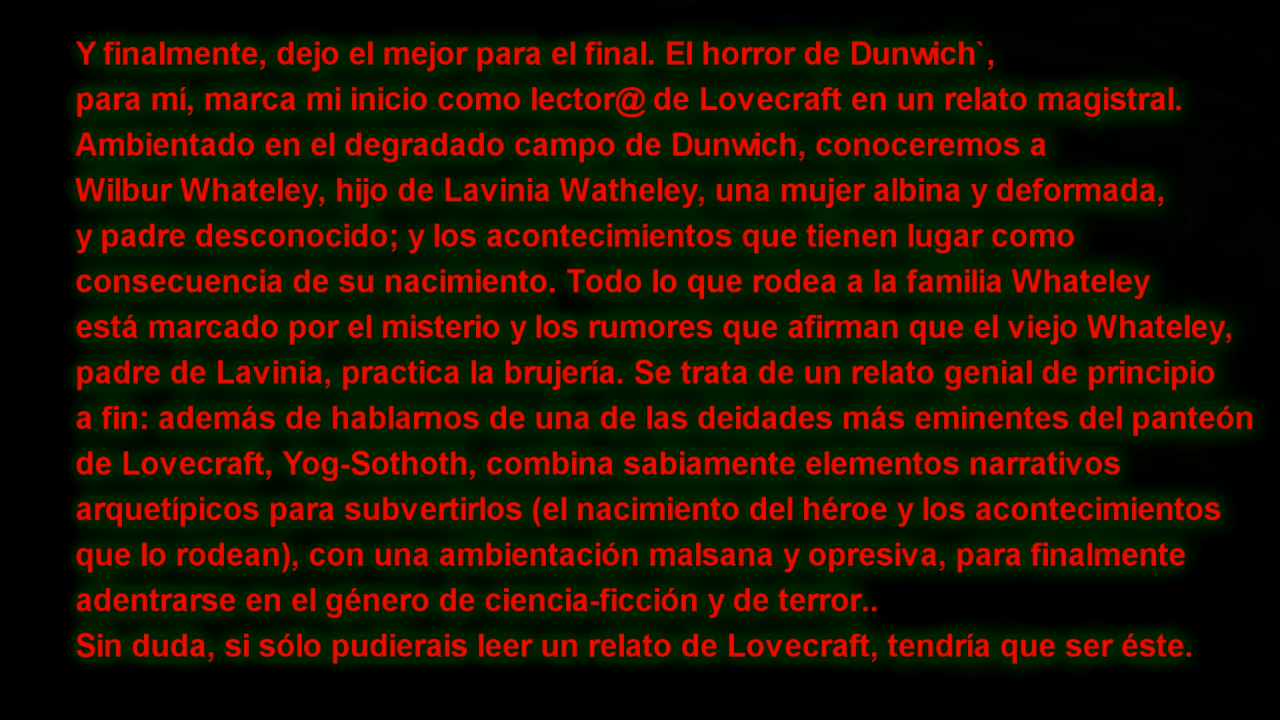 Y finalmente, dejo el mejor para el final. El horror de Dunwich`,
para mí, marca mi inicio como lector@ de Lovecraft en un relato magistral.
Ambientado en el degradado campo de Dunwich, conoceremos a
Wilbur Whateley, hijo de Lavinia Watheley, una mujer albina y deformada,
y padre desconocido; y los acontecimientos que tienen lugar como
consecuencia de su nacimiento. Todo lo que rodea a la familia Whateley
está marcado por el misterio y los rumores que afirman que el viejo Whateley,
padre de Lavinia, practica la brujería. Se trata de un relato genial de principio
a fin: además de hablarnos de una de las deidades más eminentes del panteón
de Lovecraft, Yog-Sothoth, combina sabiamente elementos narrativos
arquetípicos para subvertirlos (el nacimiento del héroe y los acontecimientos
que lo rodean), con una ambientación malsana y opresiva, para finalmente
adentrarse en el género de ciencia-ficción y de terror..
Sin duda, si sólo pudierais leer un relato de Lovecraft, tendría que ser éste.